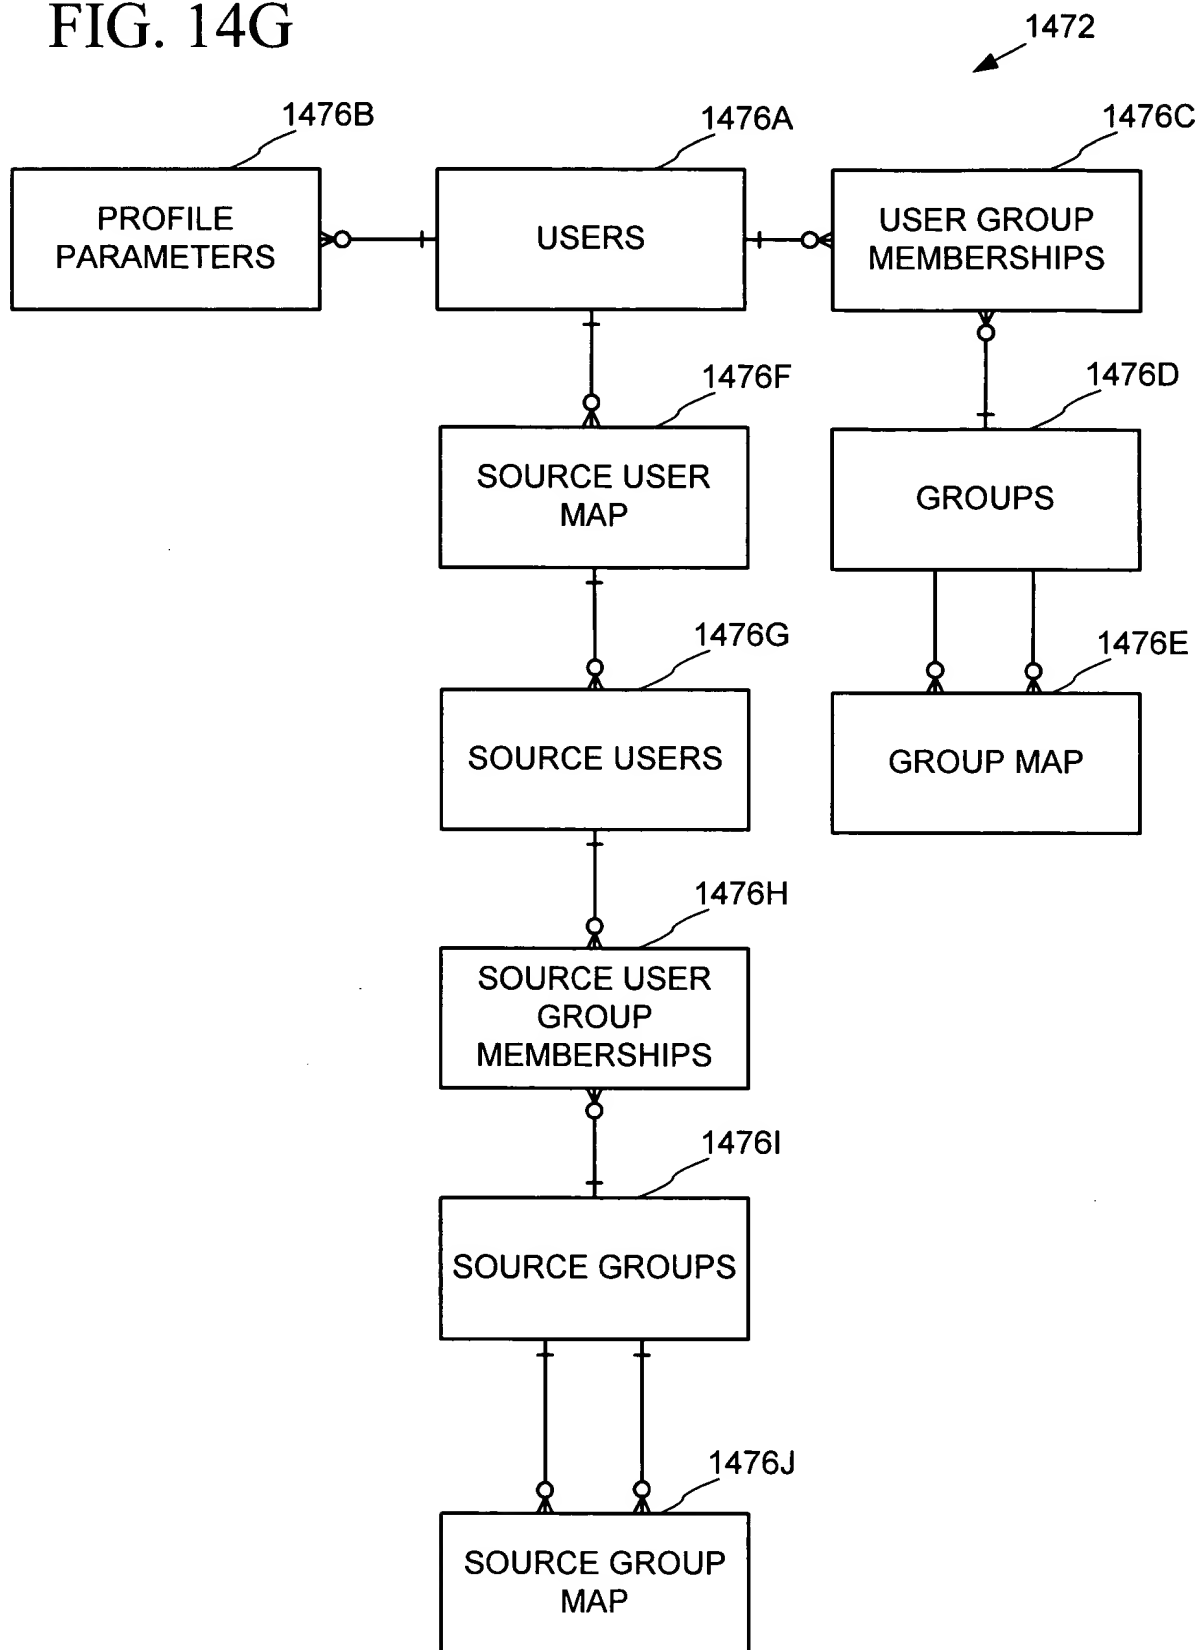 FIG. 14G
1472
1476B
1476A
1476C
PROFILE
PARAMETERS
USERS
USER GROUP
MEMBERSHIPS
1476F
1476D
SOURCE USER
MAP
GROUPS
1476G
1476E
SOURCE USERS
GROUP MAP
1476H
SOURCE USER
GROUP
MEMBERSHIPS
1476I
SOURCE GROUPS
1476J
SOURCE GROUP
MAP